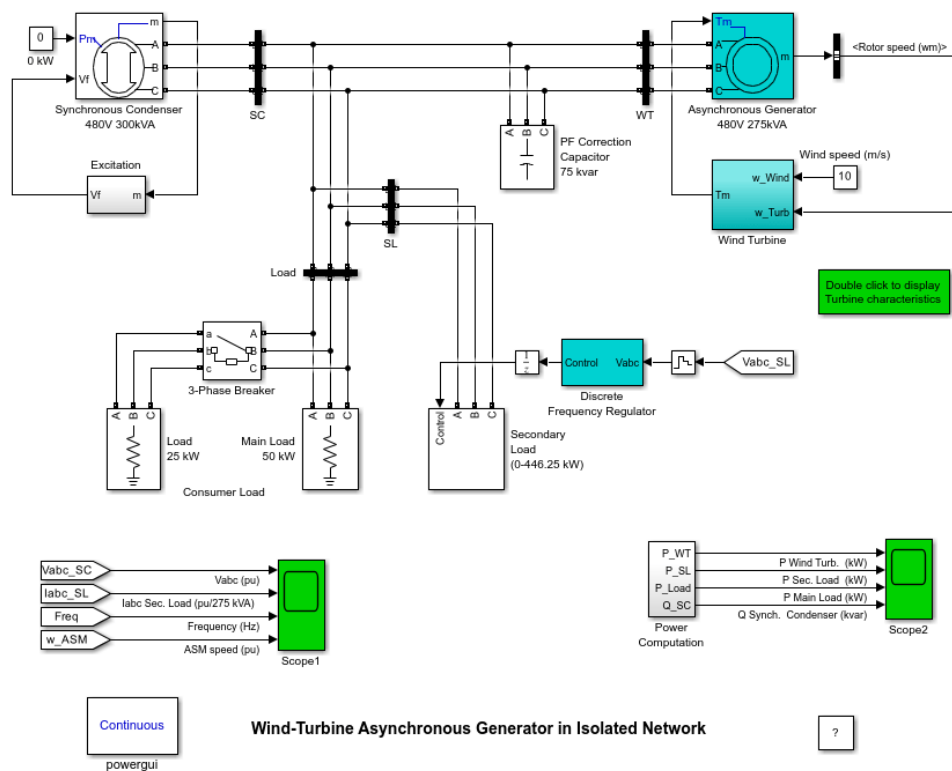 0
0 kW
Pm
Vf
m
A
B
C
Synchronous Condenser
480V 300kVA
SC
WT
Tm
A
B
C
m
Asynchronous Generator
480V 275kVA
<Rotor speed (wm)>
Excitation
Vf
m
A
B
C
PF Correction
Capacitor
75 kvar
Wind speed (m/s)
10
Tm
w_Wind
w_Turb
Wind Turbine
SL
Load
Double click to display
Turbine characteristics
a
b
c
A
B
C
3-Phase Breaker
Control
Vabc
Vabc_SL
Discrete
Frequency Regulator
A
B
C
Load
25 kW
A
B
C
Main Load
50 kW
Consumer Load
Control
A
B
C
Secondary
Load
(0-446.25 kW)
Vabc_SC
Vabc (pu)
Iabc_SL
Iabc Sec. Load (pu/275 kVA)
Freq
Frequency (Hz)
w_ASM
ASM speed (pu)
Scope1
P_WT
P Wind Turb. (kW)
P_SL
P Sec. Load (kW)
P_Load
P Main Load (kW)
Q_SC
Q Synch. Condenser (kvar)
Power
Computation
Scope2
Continuous
powergui
Wind-Turbine Asynchronous Generator in Isolated Network
?